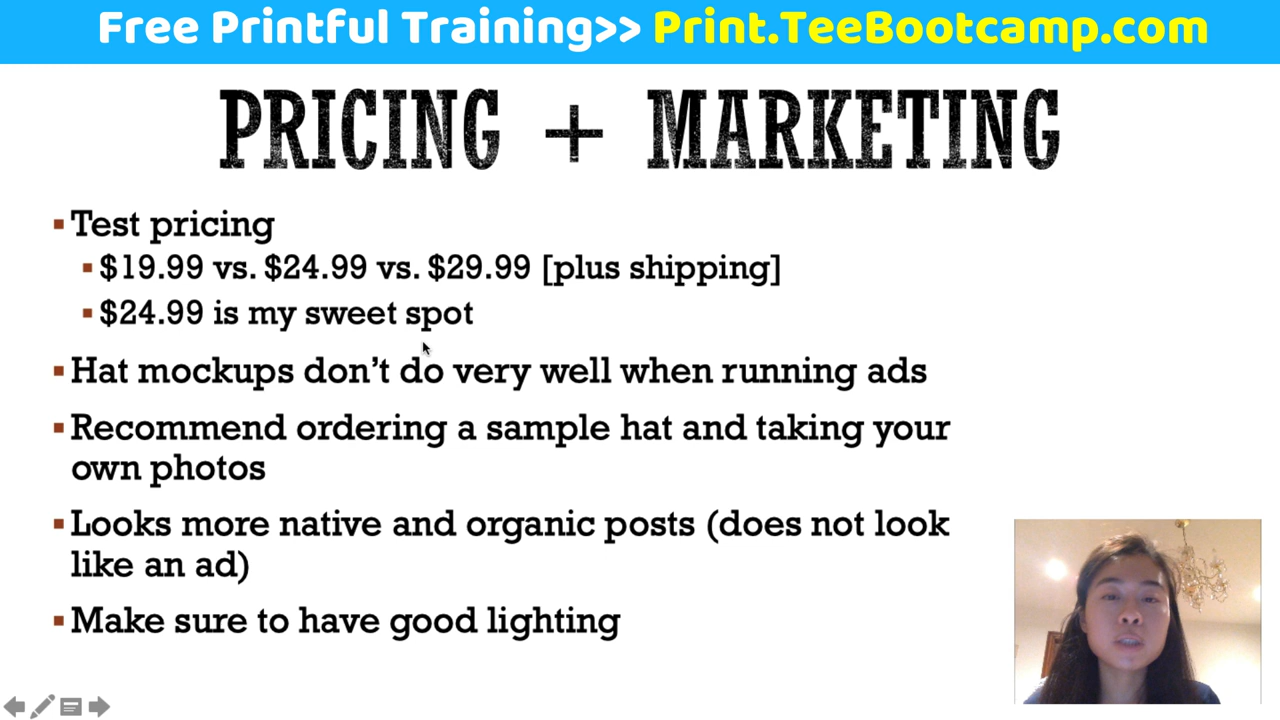 Free Printful Training>> Print.TeeBootcamp.com
PRICING + MARKETING
Test pricing
$19.99 vs. $24.99 vs. $29.99 [plus shipping]
$24.99 is my sweet spot
Hat mockups don’t do very well when running ads
Recommend ordering a sample hat and taking your
own photos
Looks more native and organic posts (does not look
like an ad)
Make sure to have good lighting